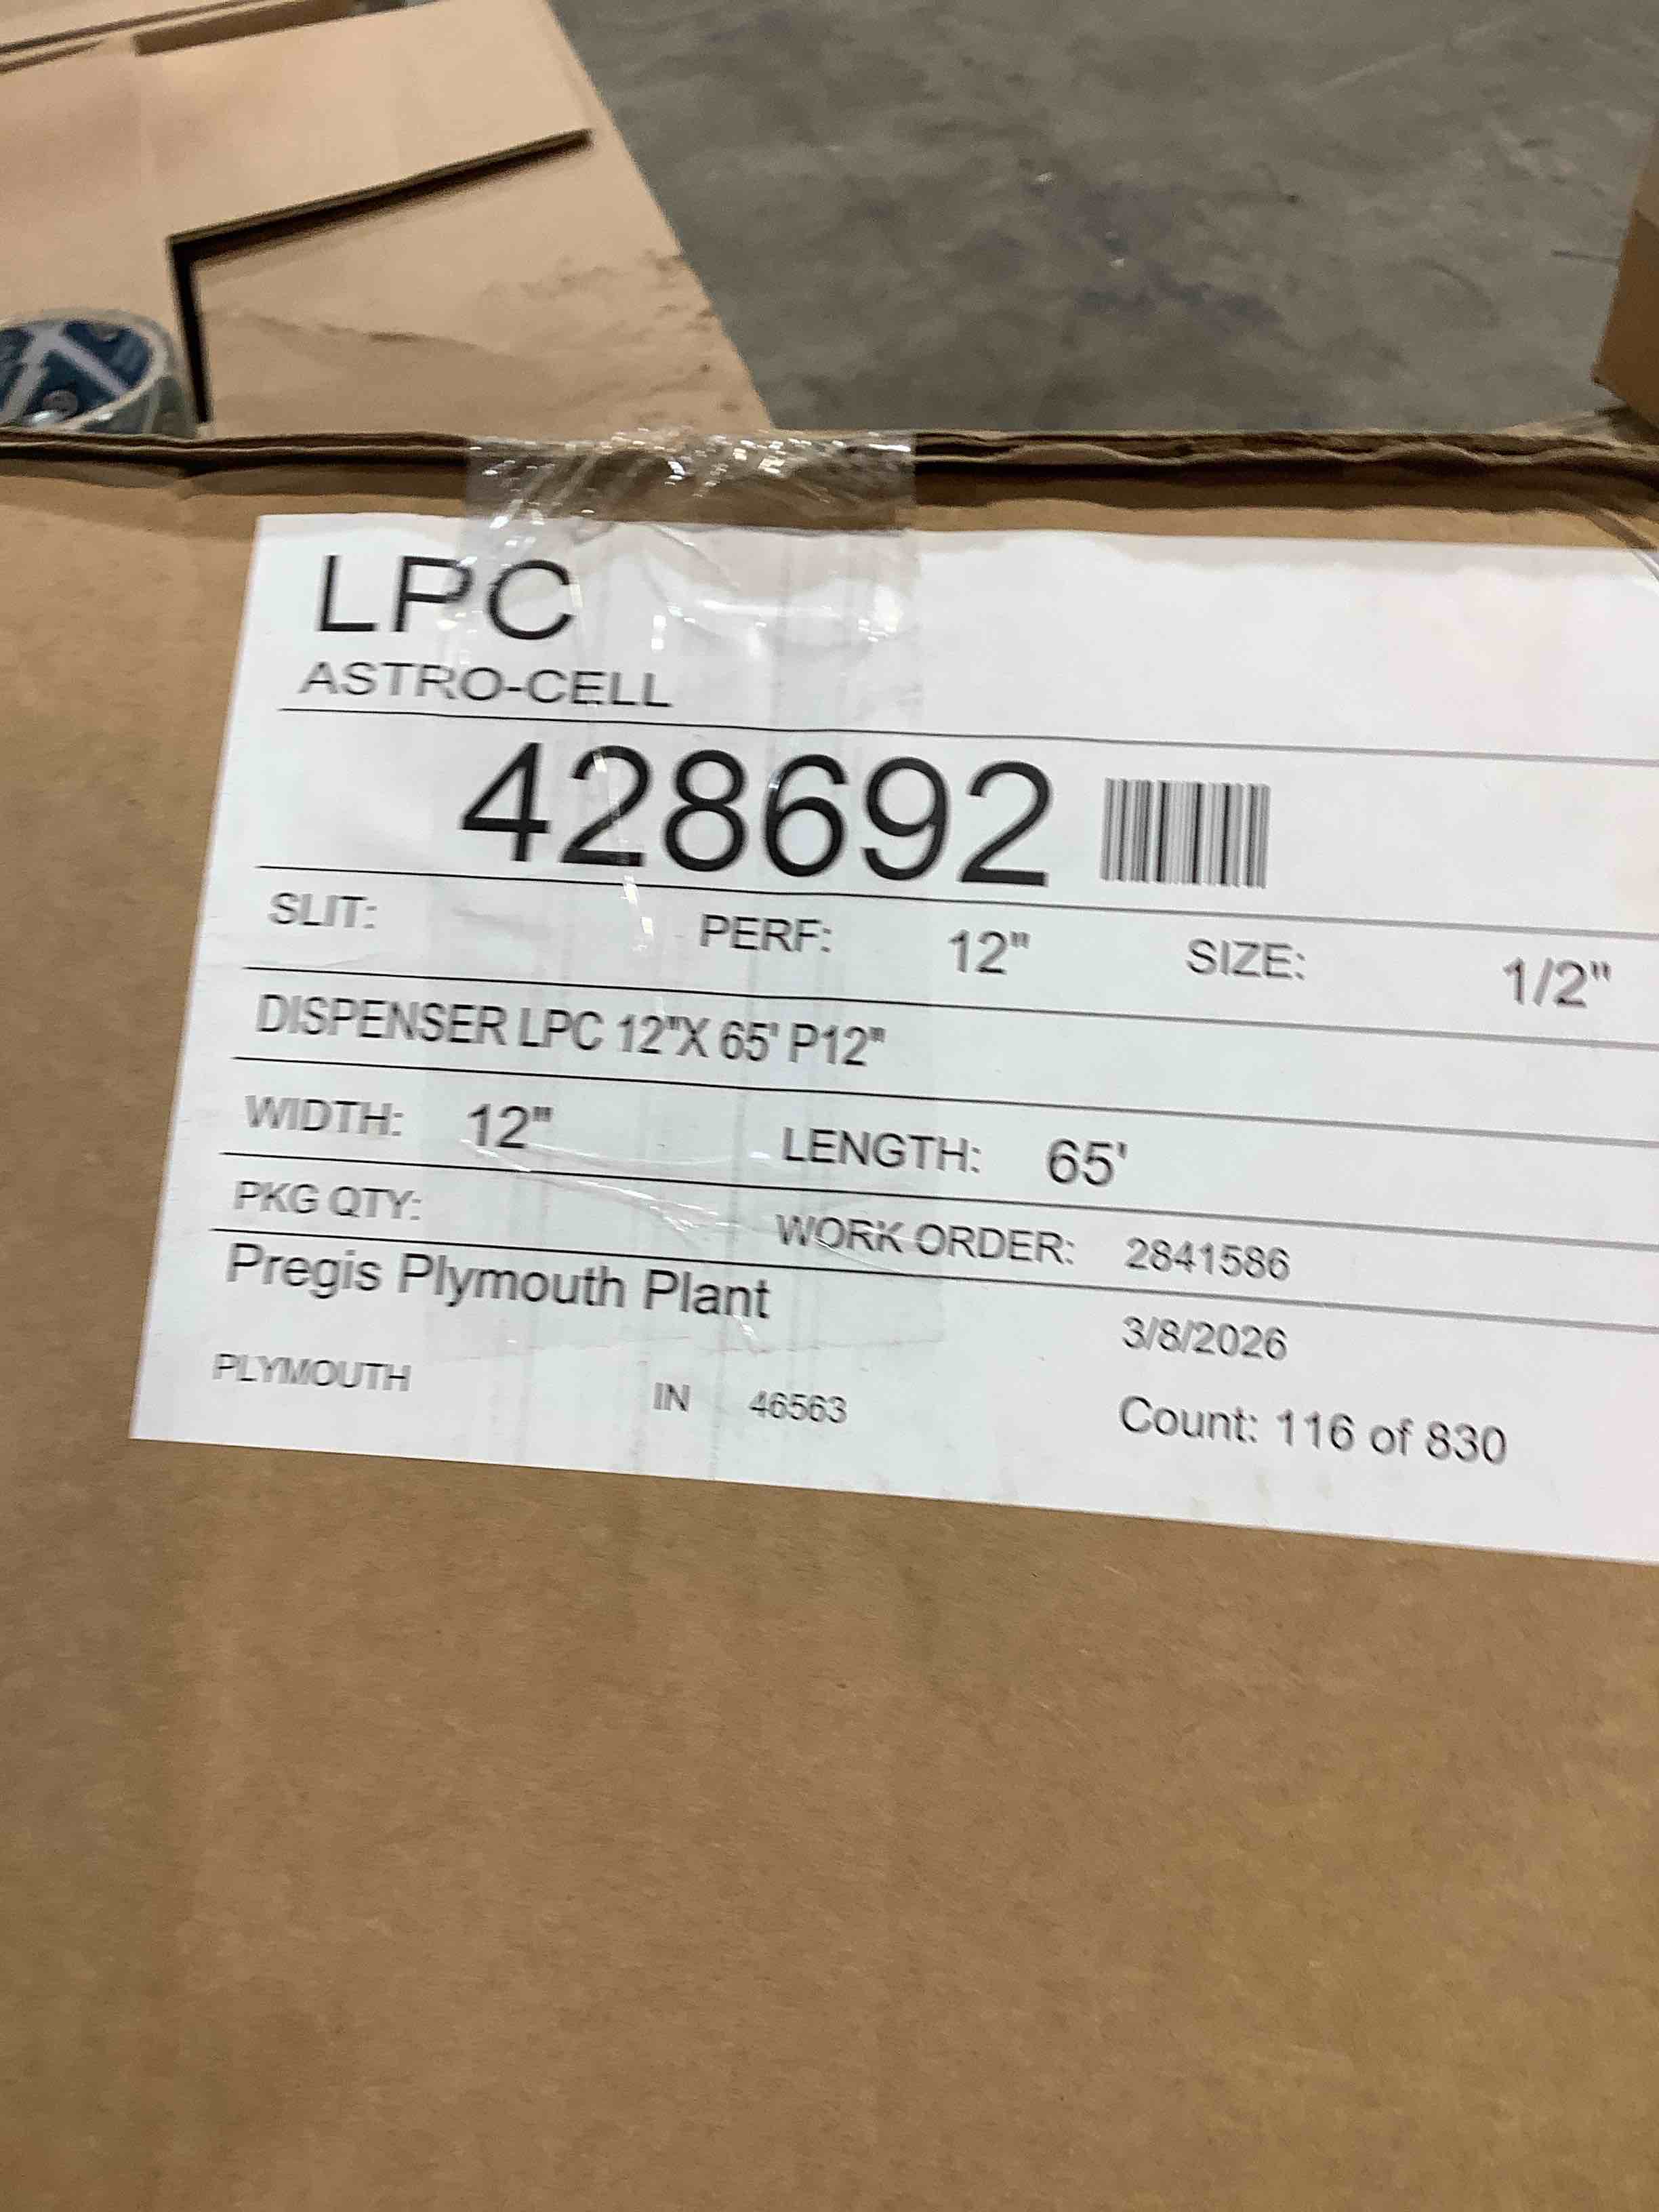 LPC
ASTRO-CELL
428692
SLIT: PERF: 12" SIZE: 1/2"
DISPENSER LPC 12"X 65' P12"
WIDTH: 12" LENGTH: 65'
PKG QTY: WORK ORDER: 2841586
Pregis Plymouth Plant 3/8/2026
PLYMOUTH IN 46563 Count: 116 of 830